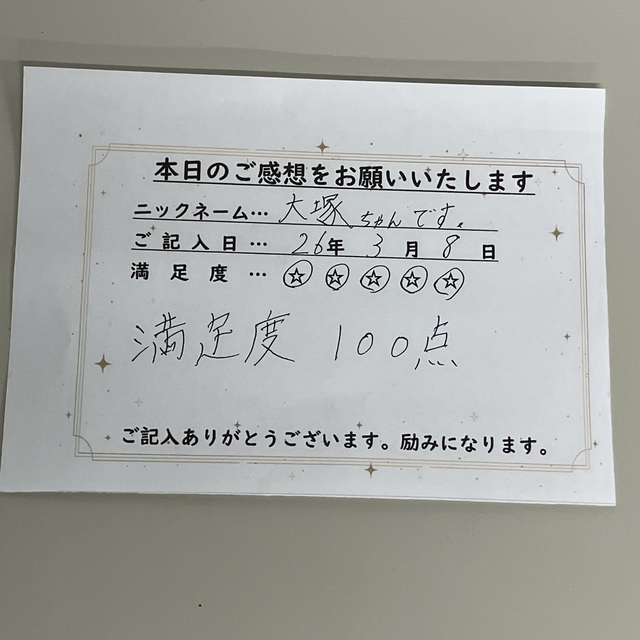 本日のご感想をお願いいたします
ニックネーム… 大塚ちゃんです。
ご記入日… 26年 3月 8日
満足度 … ☆☆☆☆☆
満足度 100点
ご記入ありがとうございます。励みになります。